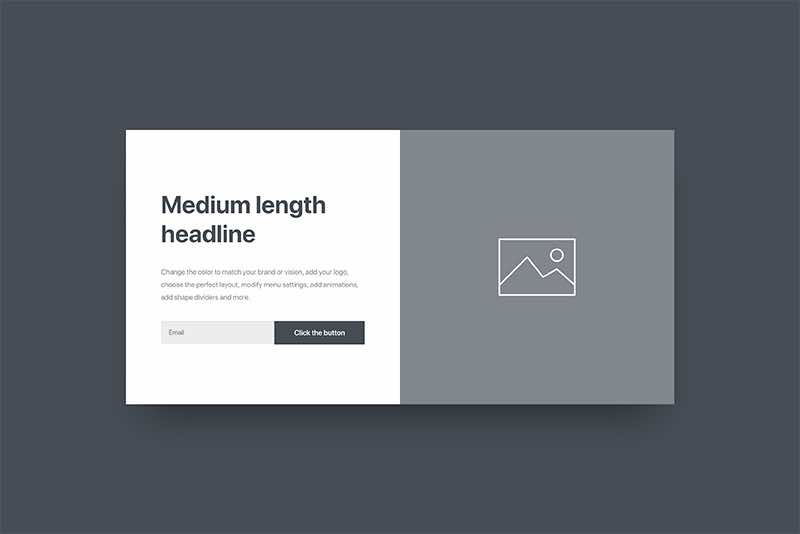 Medium length
headline
Change the color to match your brand or vision, add your logo,
choose the perfect layout, modify menu settings, add animations,
add shape dividers and more.
Email
Click the button